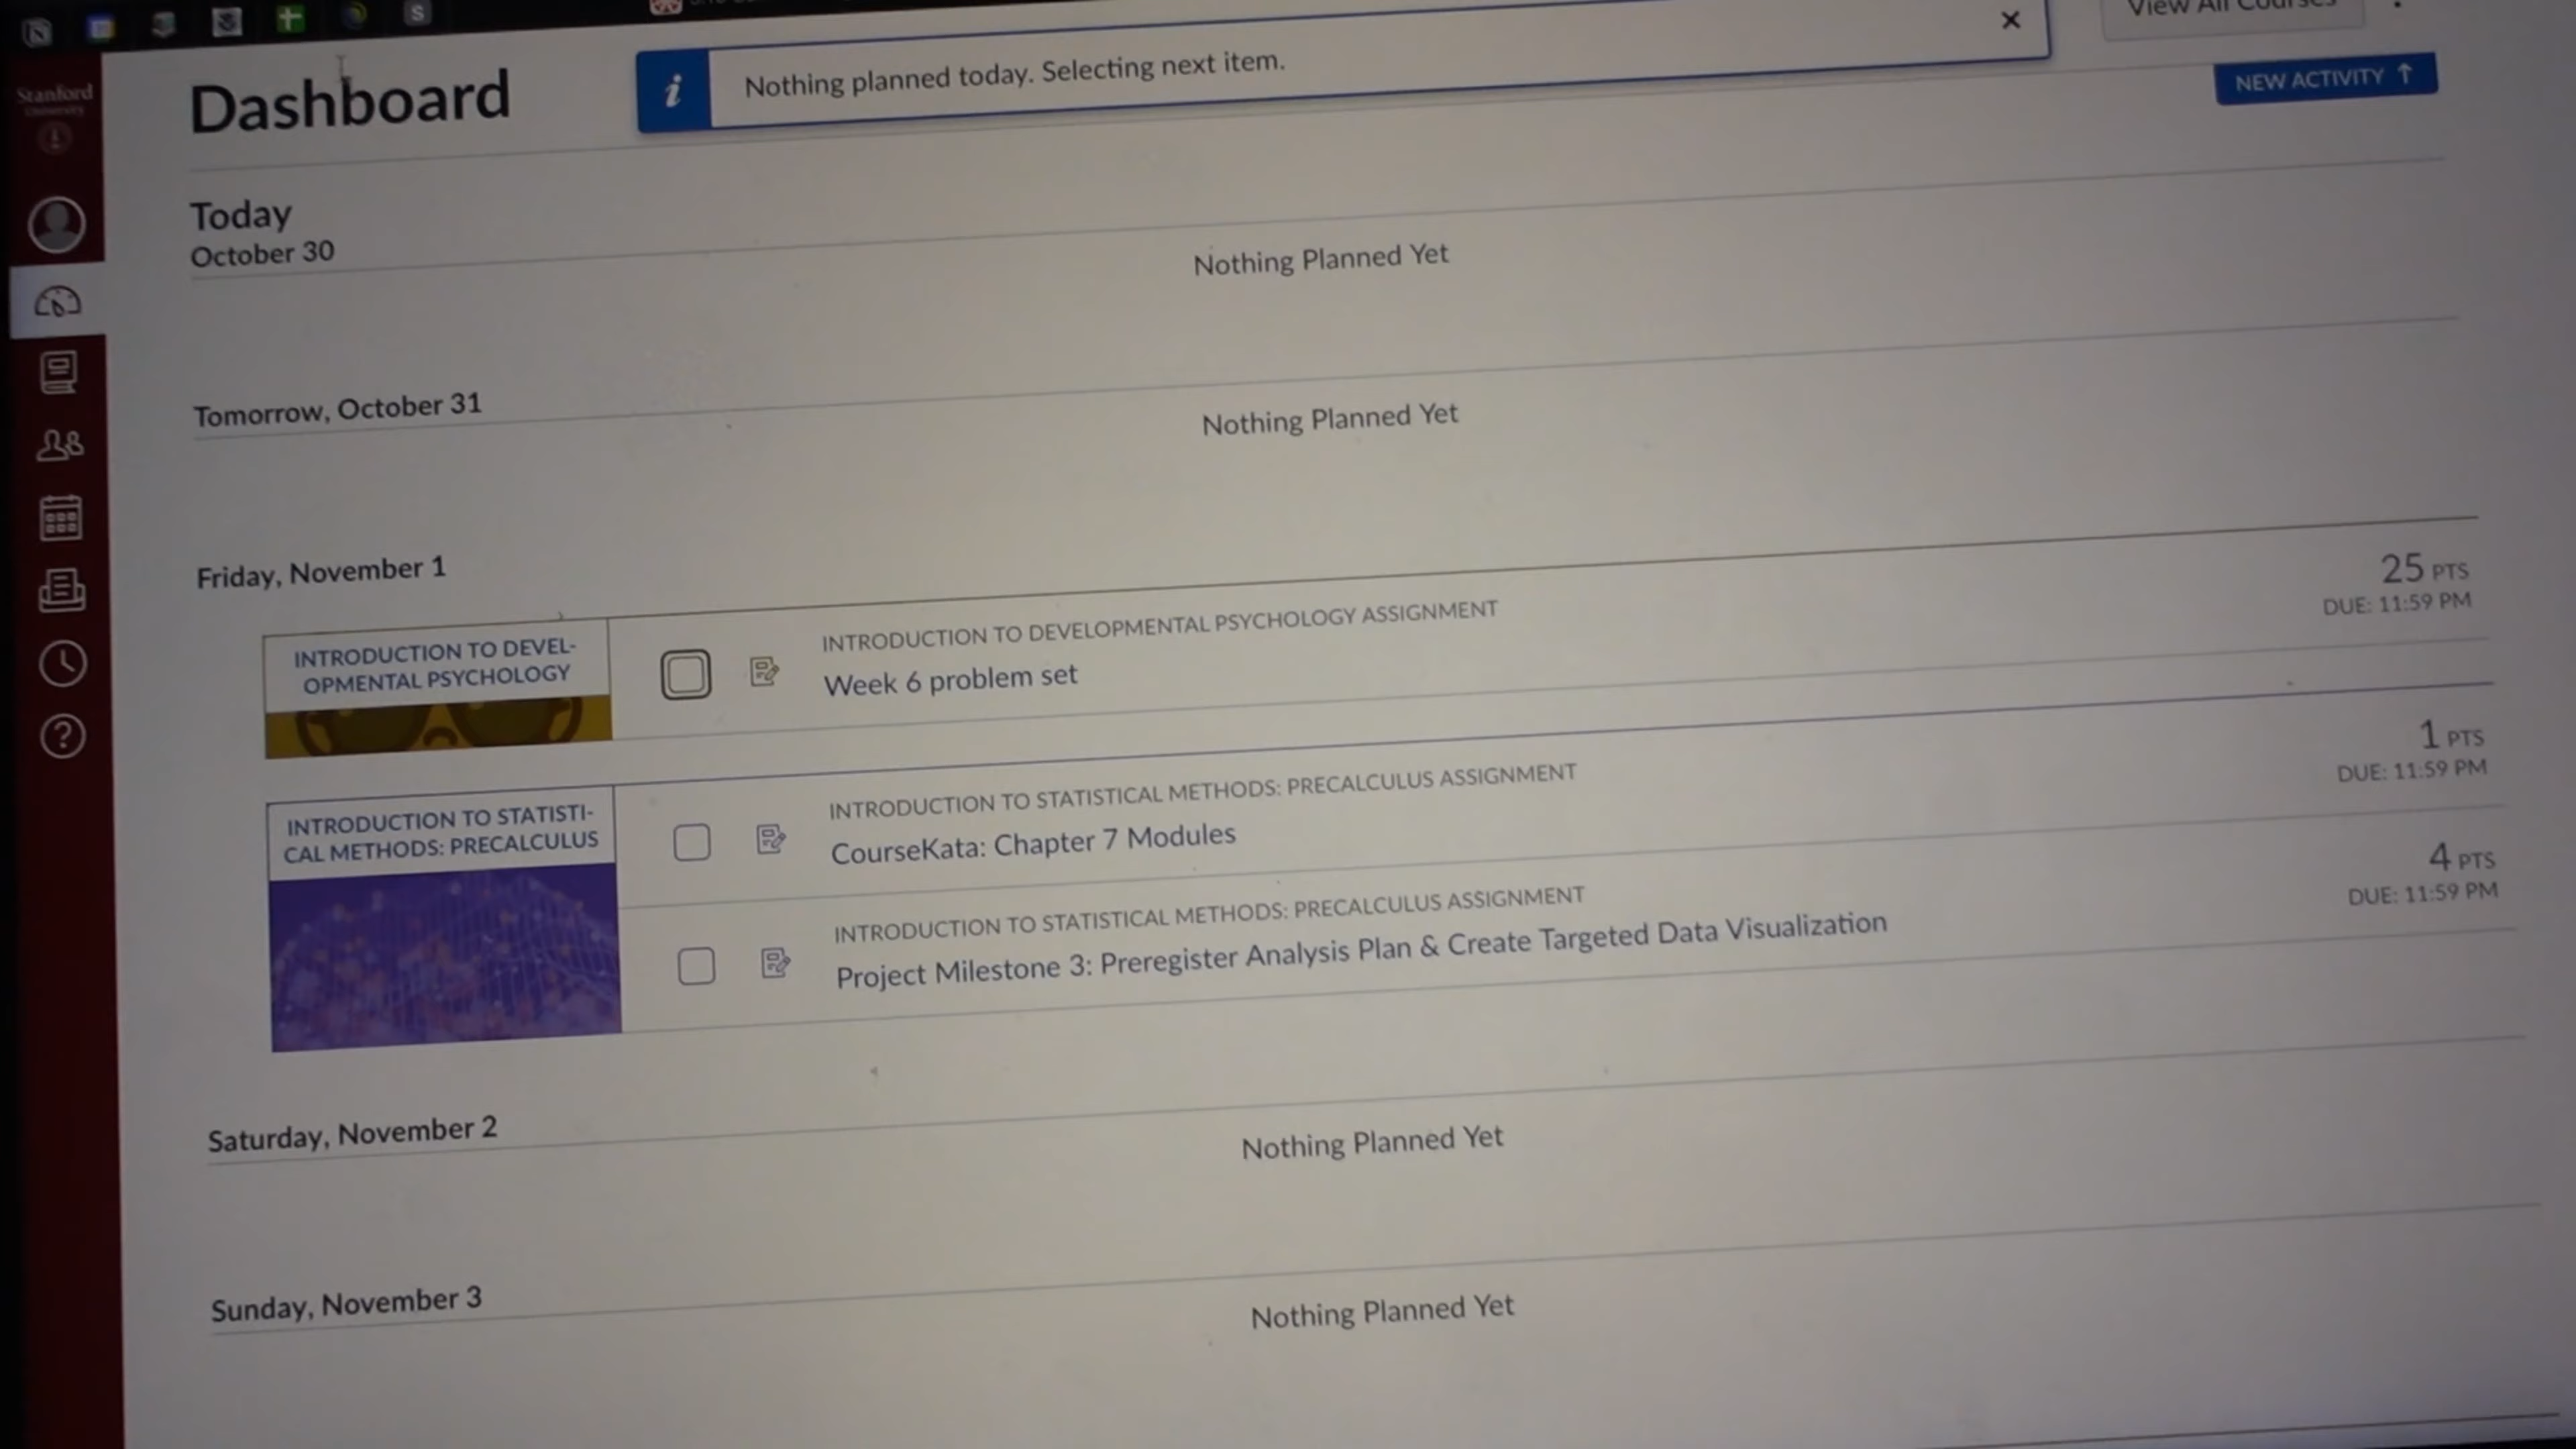 Dashboard
Nothing planned today. Selecting next item.
View All Courses
NEW ACTIVITY
Stanford
University
Today
October 30
Nothing Planned Yet
Tomorrow, October 31
Nothing Planned Yet
Friday, November 1
INTRODUCTION TO DEVEL-
OPMENTAL PSYCHOLOGY
INTRODUCTION TO DEVELOPMENTAL PSYCHOLOGY ASSIGNMENT
Week 6 problem set
25 PTS
DUE: 11:59 PM
INTRODUCTION TO STATISTI-
CAL METHODS: PRECALCULUS
INTRODUCTION TO STATISTICAL METHODS: PRECALCULUS ASSIGNMENT
CourseKata: Chapter 7 Modules
1 PTS
DUE: 11:59 PM
INTRODUCTION TO STATISTICAL METHODS: PRECALCULUS ASSIGNMENT
Project Milestone 3: Preregister Analysis Plan & Create Targeted Data Visualization
4 PTS
DUE: 11:59 PM
Saturday, November 2
Nothing Planned Yet
Sunday, November 3
Nothing Planned Yet